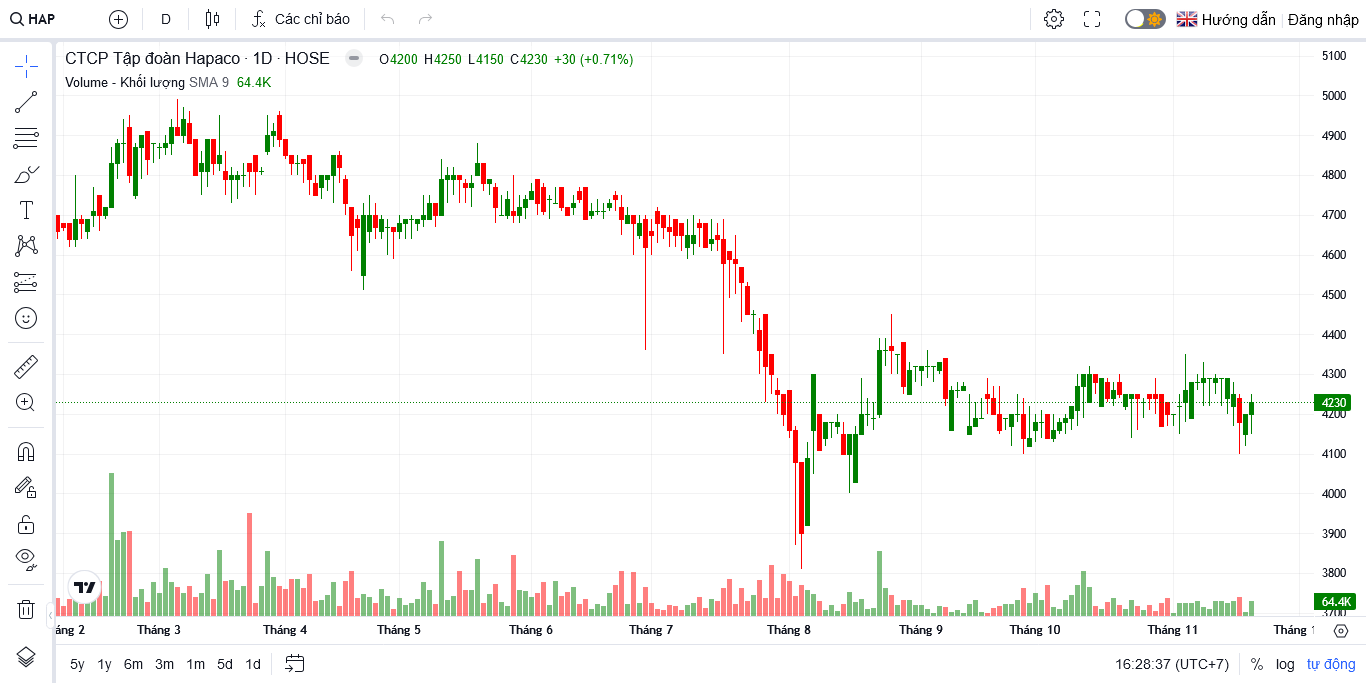 HAP D Các chỉ báo Hướng dẫn Đăng nhập
CTCP Tập đoàn Hapaco · 1D · HOSE O4200 H4250 L4150 C4230 +30 (+0.71%)
Volume - Khối lượng SMA 9 64.4K
5100
5000
4900
4800
4700
4600
4500
4400
4300
4230
4200
4100
4000
3900
3800
64.4K
3700
áng 2 Tháng 3 Tháng 4 Tháng 5 Tháng 6 Tháng 7 Tháng 8 Tháng 9 Tháng 10 Tháng 11 Tháng 1
5y 1y 6m 3m 1m 5d 1d 16:28:37 (UTC+7) % log tự động